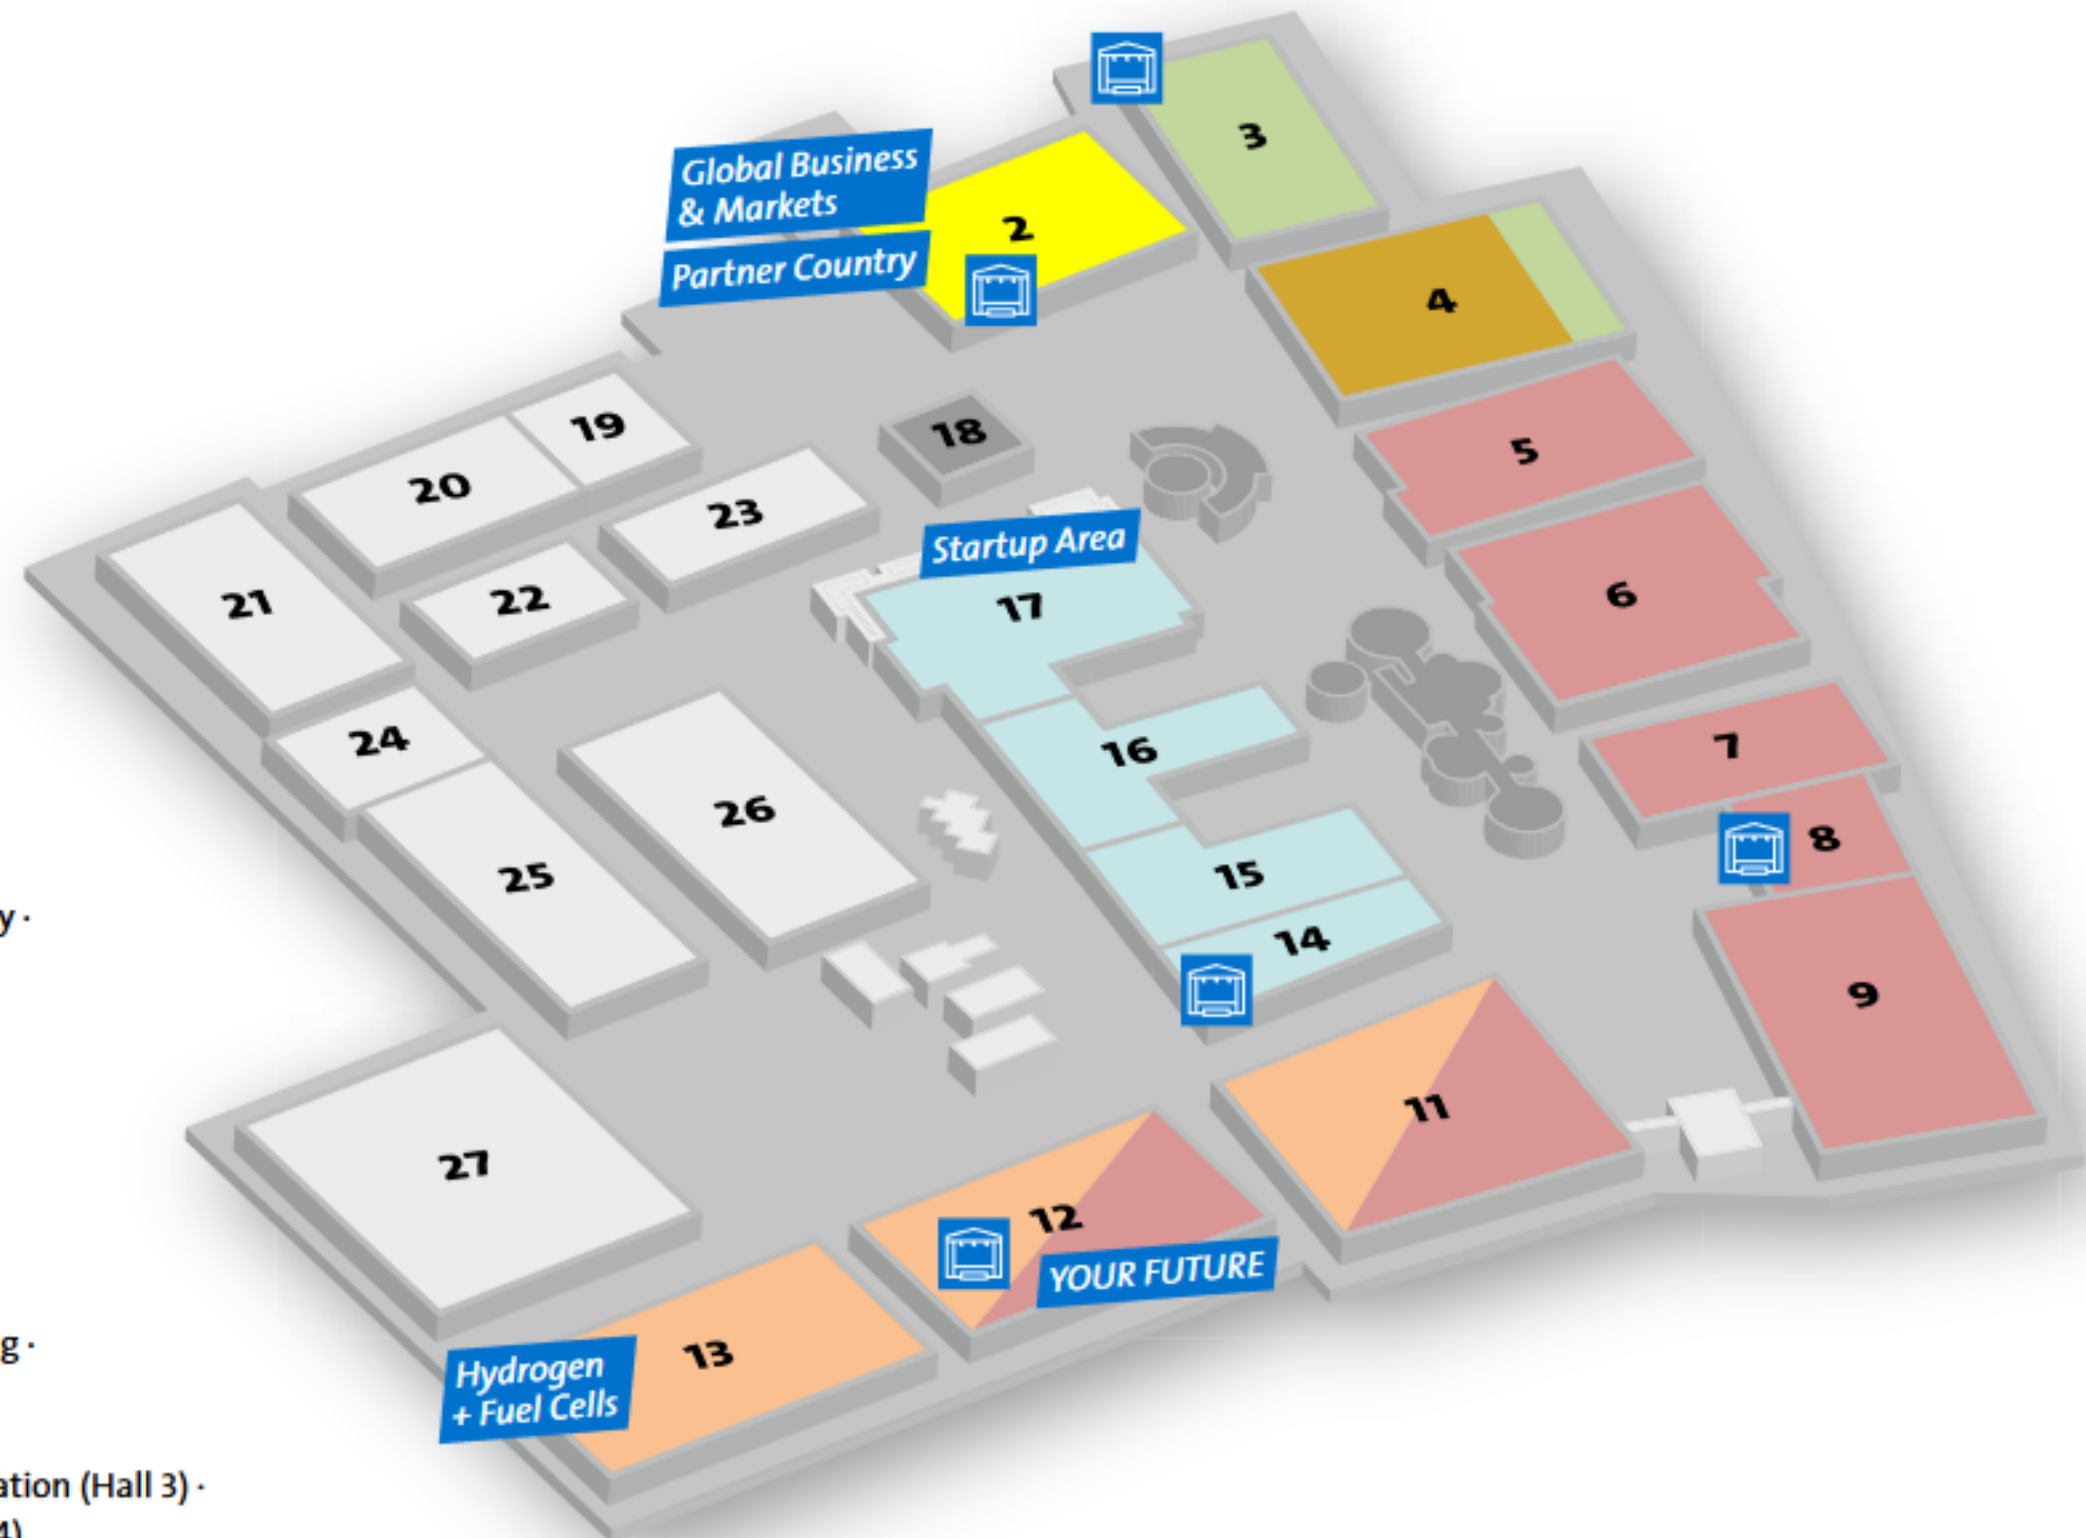 3
Global Business
& Markets
2
Partner Country
4
19
18
5
20
23
Startup Area
21
22
17
6
24
16
7
26
8
25
15
y ·
14
9
11
27
12
YOUR FUTURE
g ·
13
Hydrogen
+ Fuel Cells
ation (Hall 3) ·
4)